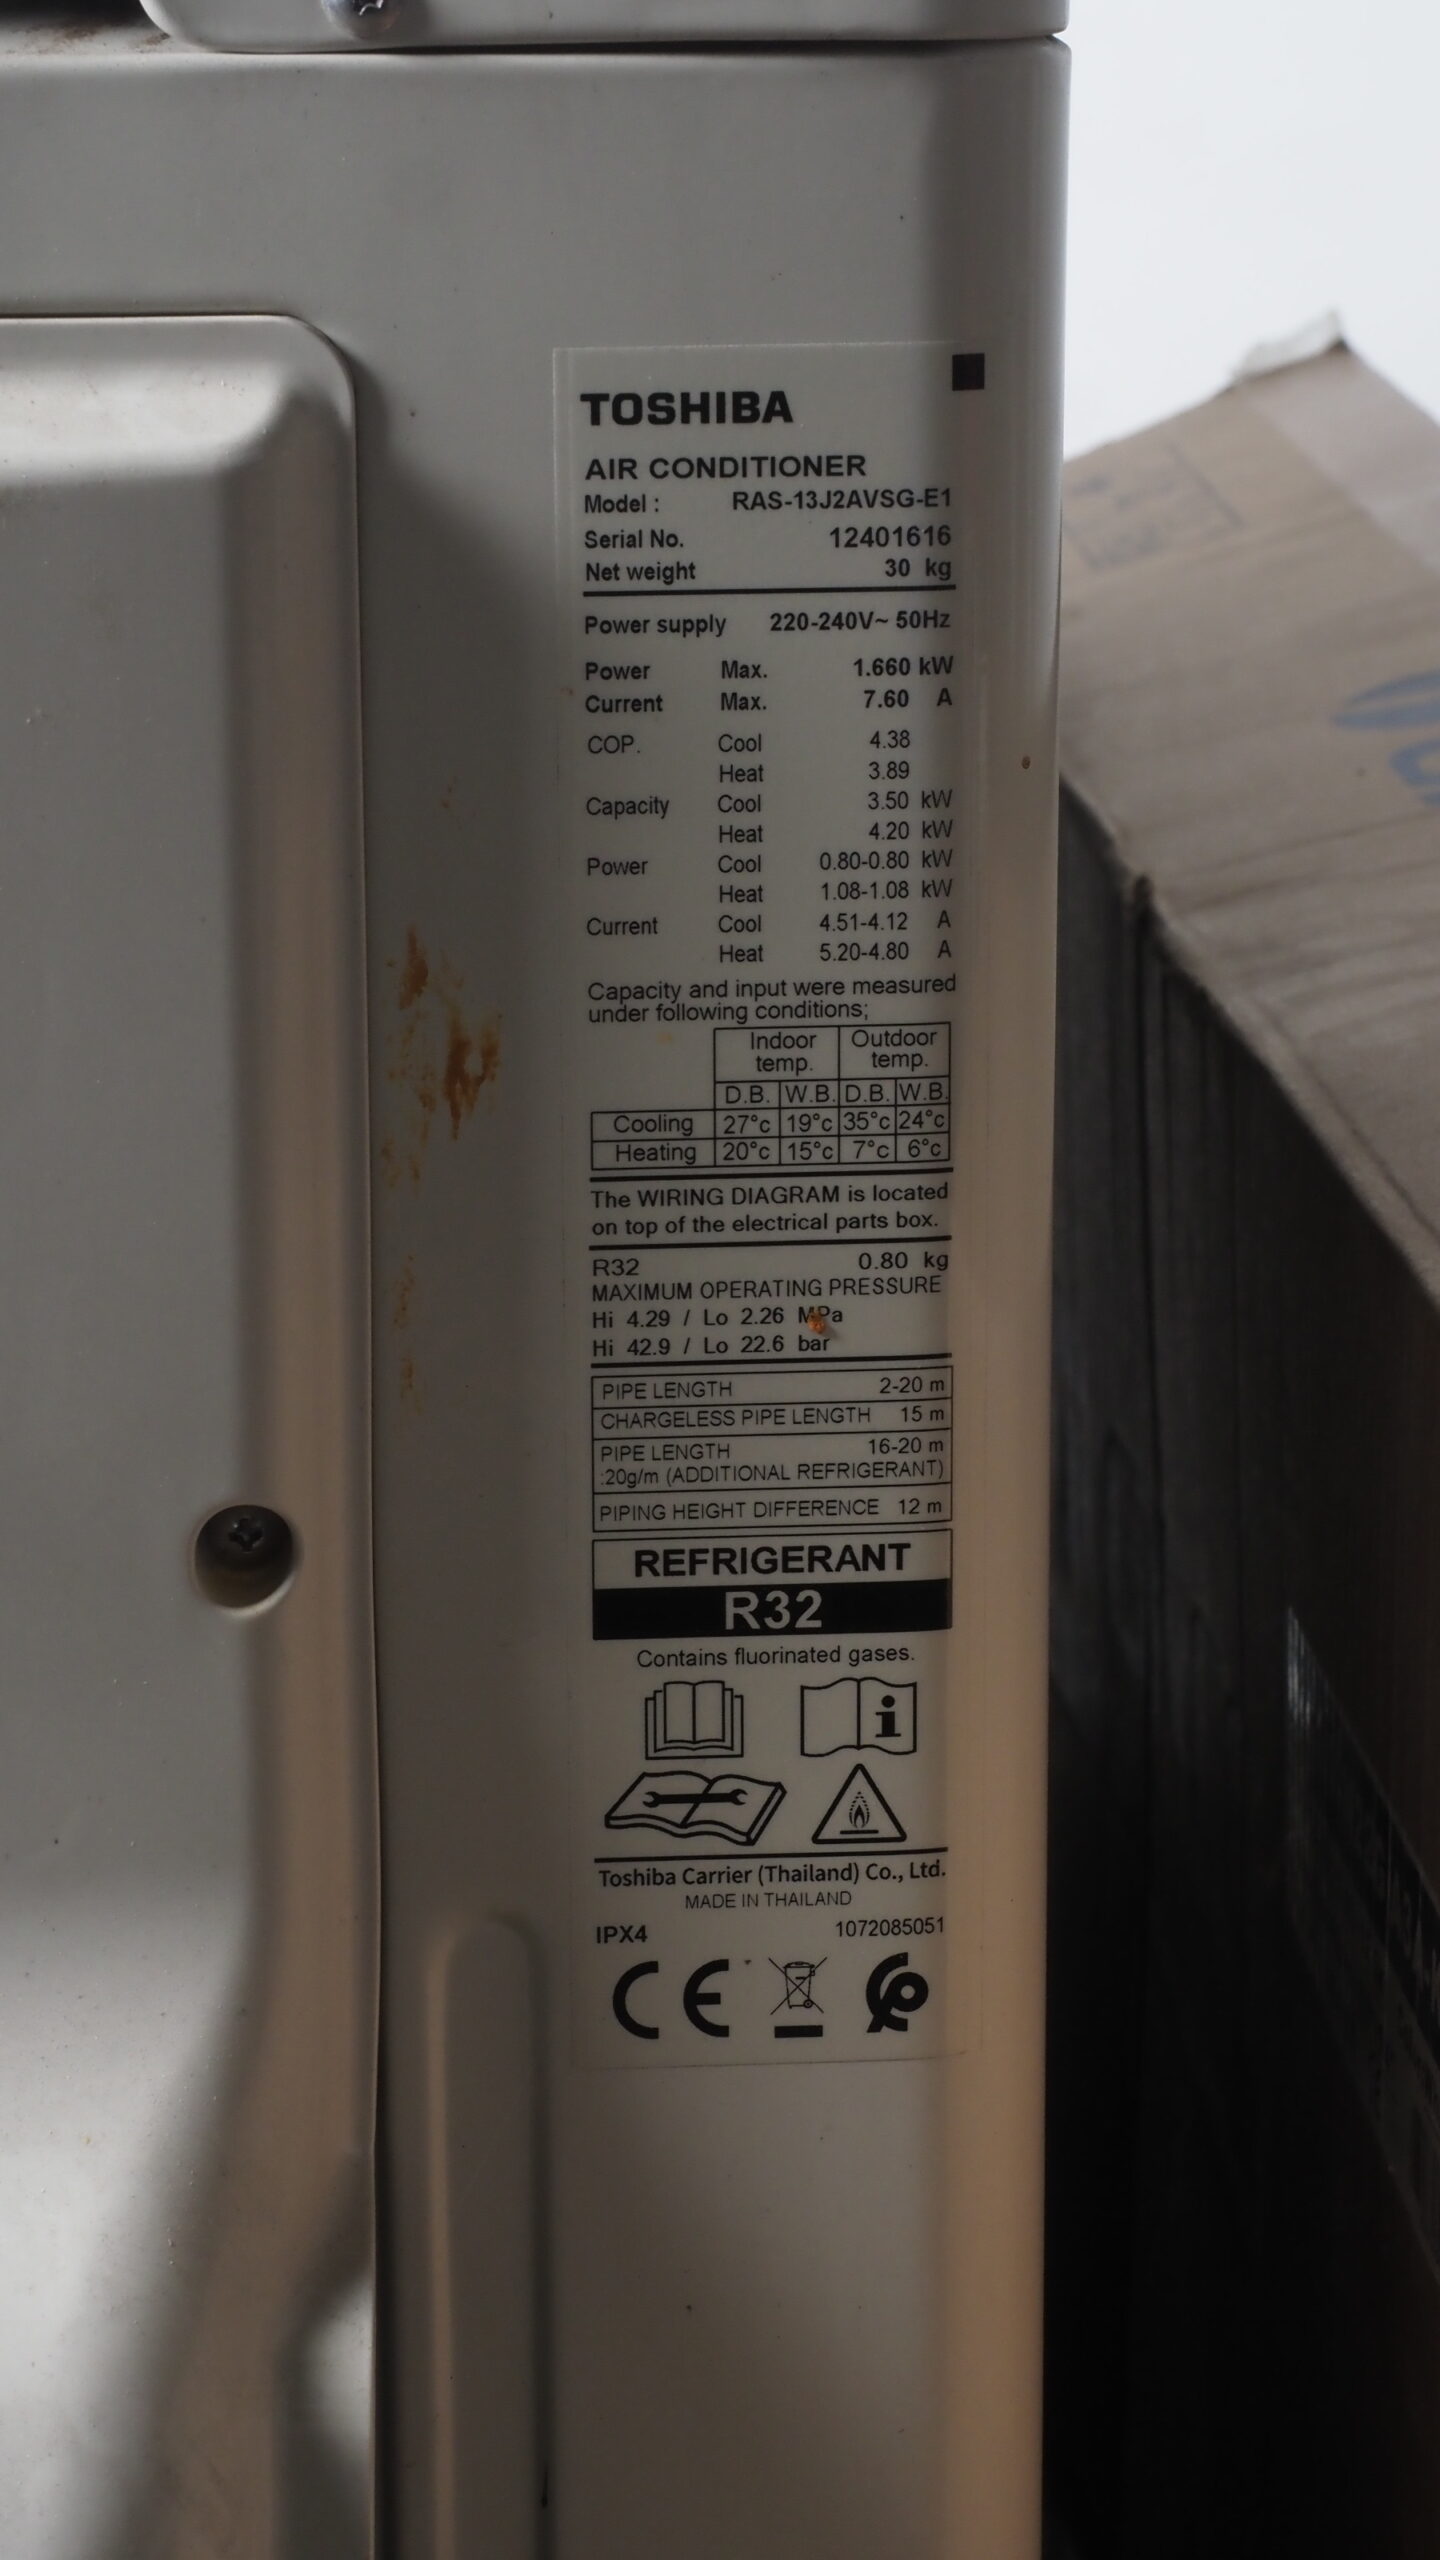 TOSHIBA
AIR CONDITIONER
Model : RAS-13J2AVSG-E1
Serial No. 12401616
Net weight 30 kg
Power supply 220-240V~ 50Hz
Power Max. 1.660 kW
Current Max. 7.60 A
COP. Cool 4.38
Heat 3.89
Capacity Cool 3.50 kW
Heat 4.20 kW
Power Cool 0.80-0.80 kW
Heat 1.08-1.08 kW
Current Cool 4.51-4.12 A
Heat 5.20-4.80 A
Capacity and input were measured
under following conditions;
Indoor temp. Outdoor temp.
D.B. W.B. D.B. W.B.
Cooling 27°c 19°c 35°c 24°c
Heating 20°c 15°c 7°c 6°c
The WIRING DIAGRAM is located
on top of the electrical parts box.
R32 0.80 kg
MAXIMUM OPERATING PRESSURE
Hi 4.29 / Lo 2.26 MPa
Hi 42.9 / Lo 22.6 bar
PIPE LENGTH 2-20 m
CHARGELESS PIPE LENGTH 15 m
PIPE LENGTH 16-20 m
:20g/m (ADDITIONAL REFRIGERANT)
PIPING HEIGHT DIFFERENCE 12 m
REFRIGERANT
R32
Contains fluorinated gases.
Toshiba Carrier (Thailand) Co., Ltd.
MADE IN THAILAND
IPX4 1072085051
CE